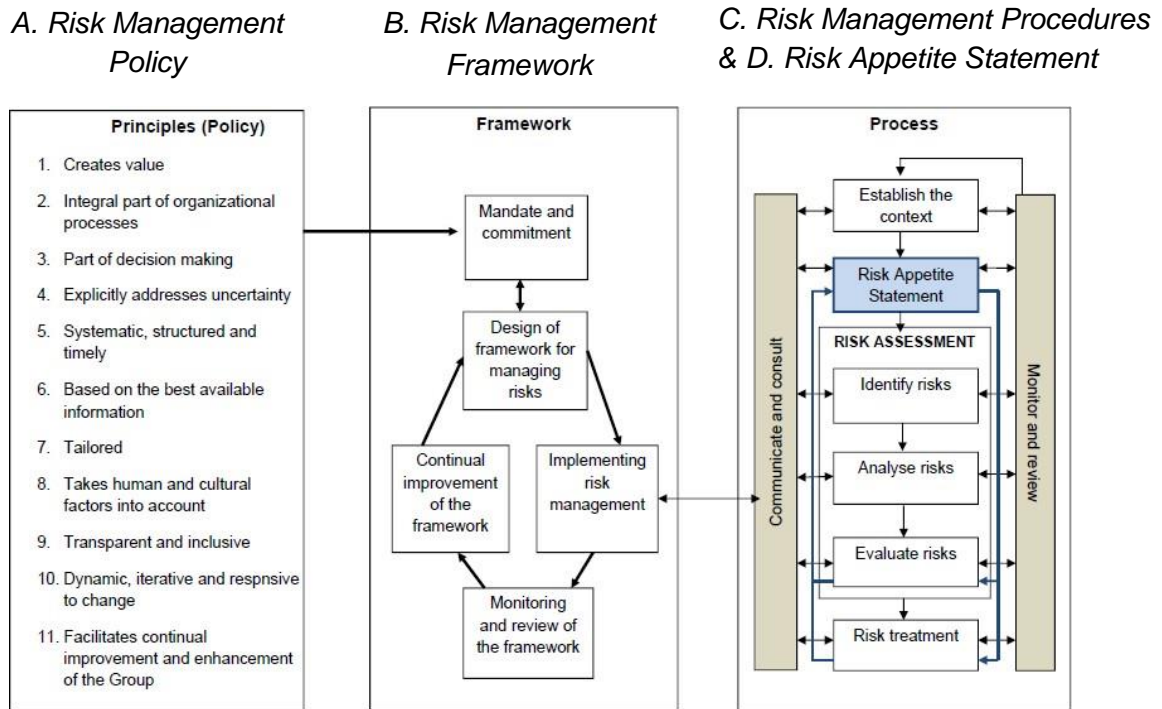 A. Risk Management
Policy
B. Risk Management
Framework
C. Risk Management Procedures
& D. Risk Appetite Statement
Principles (Policy)
1. Creates value
2. Integral part of organizational
processes
3. Part of decision making
4. Explicitly addresses uncertainty
5. Systematic, structured and
timely
6. Based on the best available
information
7. Tailored
8. Takes human and cultural
factors into account
9. Transparent and inclusive
10. Dynamic, iterative and respnsive
to change
11. Facilitates continual
improvement and enhancement
of the Group
Framework
Mandate and
commitment
Design of
framework for
managing
risks
Continual
improvement
of the
framework
Implementing
risk
management
Monitoring
and review of
the framework
Process
Communicate and consult
Establish the
context
Risk Appetite
Statement
RISK ASSESSMENT
Identify risks
Analyse risks
Evaluate risks
Risk treatment
Monitor and review